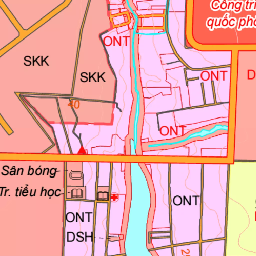 Công trì
quốc phò
ONT
SKK
SKK
ONT
D
20
ONT
Sân bóng
Tr. tiểu học
ONT
ONT
DSH